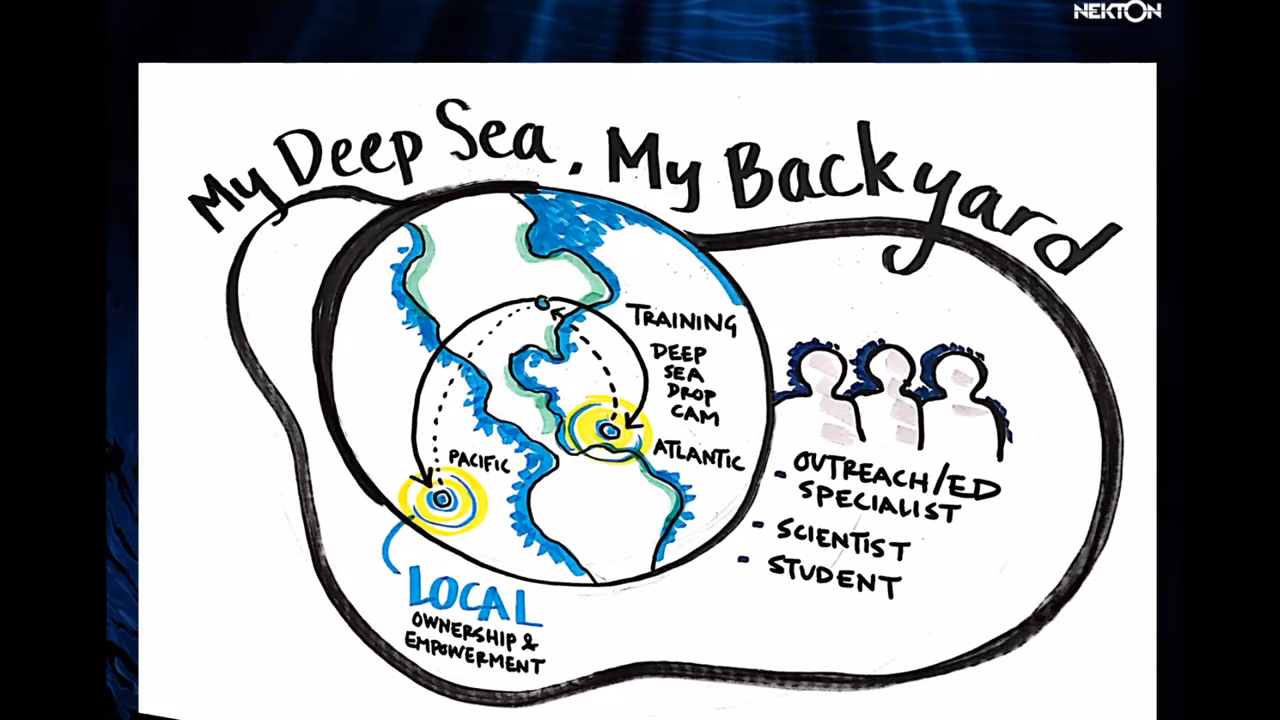 NEKTON
My Deep Sea, My Backyard
TRAINING
DEEP
SEA
DROP
CAM
ATLANTIC
PACIFIC
LOCAL
OWNERSHIP &
EMPOWERMENT
- OUTREACH/ED
SPECIALIST
- SCIENTIST
- STUDENT